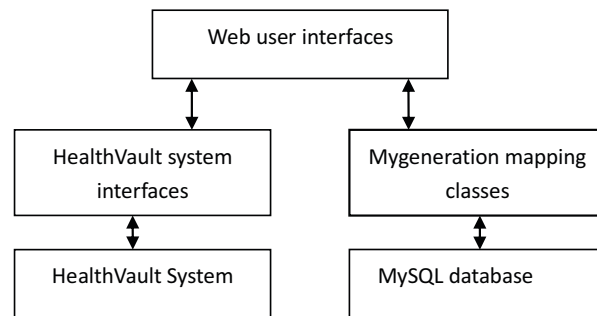 Web user interfaces
HealthVault system
interfaces
Mygeneration mapping
classes
HealthVault System
MySQL database